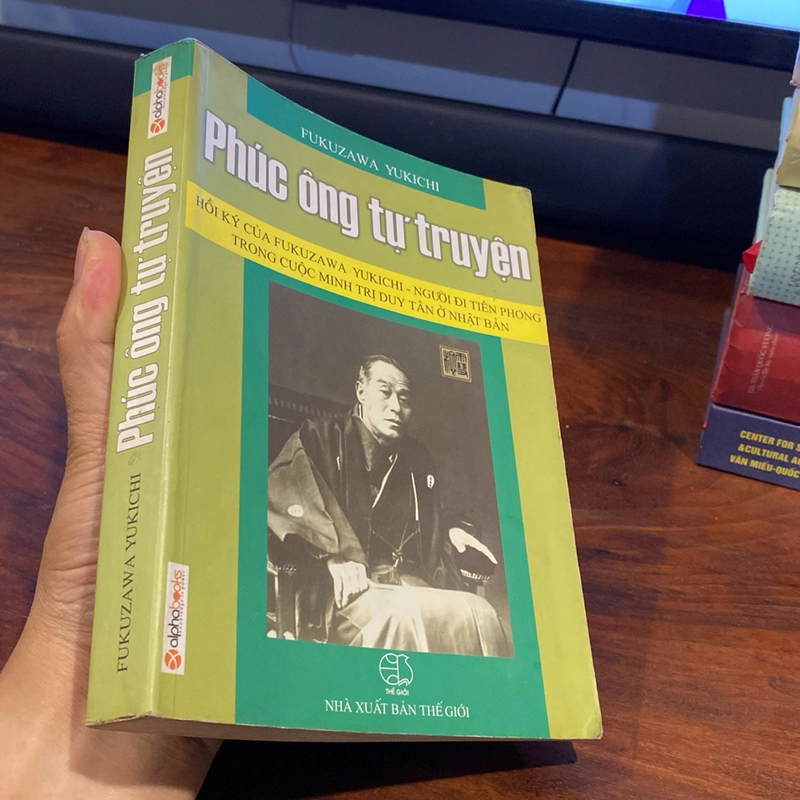 FUKUZAWA YUKICHI
Phúc ông tự truyện
HỒI KÝ CỦA FUKUZAWA YUKICHI - NGƯỜI ĐI TIÊN PHONG
TRONG CUỘC MINH TRỊ DUY TÂN Ở NHẬT BẢN
THẾ GIỚI
NHÀ XUẤT BẢN THẾ GIỚI
alphabooks
Phúc ông tự truyện
FUKUZAWA YUKICHI
alphabooks
CENTER FOR S
&CULTURAL A
VĂN MIẾU-QUỐC